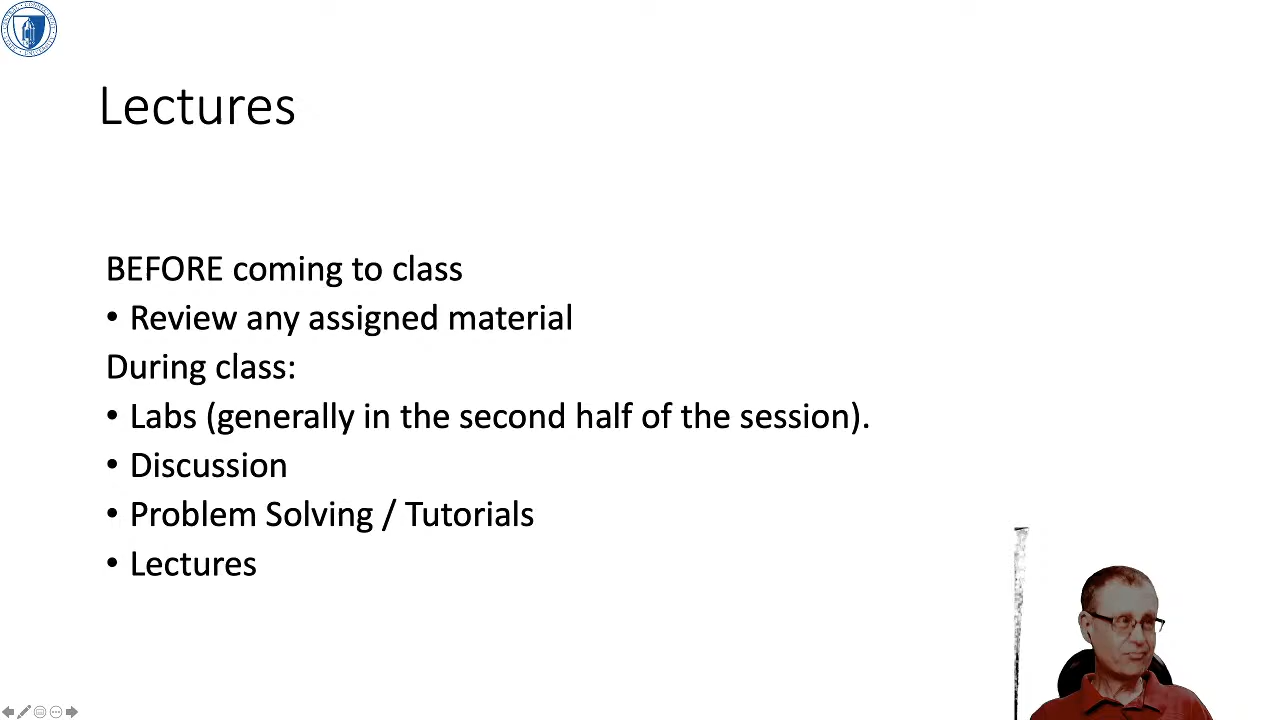 Lectures
BEFORE coming to class
• Review any assigned material
During class:
• Labs (generally in the second half of the session).
• Discussion
• Problem Solving / Tutorials
• Lectures